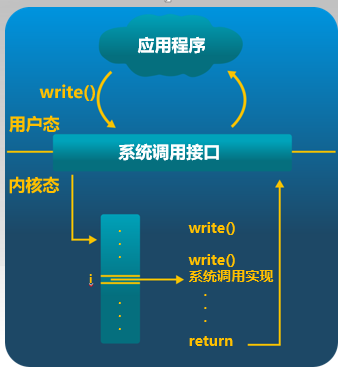 应用程序
write()
用户态
系统调用接口
内核态
write()
i
write()
系统调用实现
return